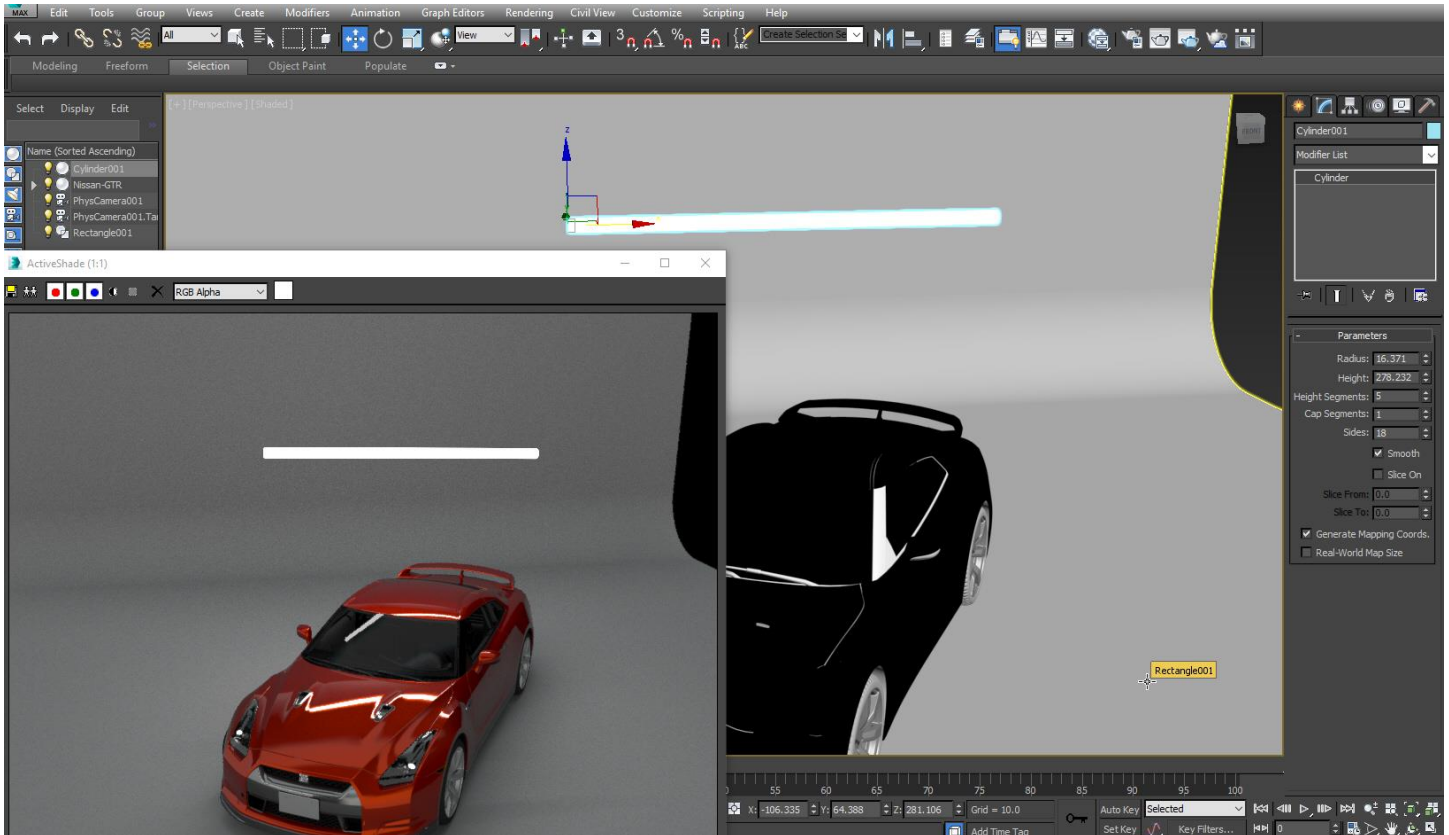 MAX Edit Tools Group Views Create Modifiers Animation Graph Editors Rendering Civil View Customize Scripting Help
All View 3 % ABC Create Selection Se
Modeling Freeform Selection Object Paint Populate
Select Display Edit
[+] [Perspective] [Shaded]
Name (Sorted Ascending)
Cylinder001
Nissan-GTR
PhysCamera001
PhysCamera001.Ta
Rectangle001
ActiveShade (1:1)
RGB Alpha
z
FRONT
Rectangle001
Cylinder001
Modifier List
Cylinder
- Parameters
Radius: 16.371
Height: 278.232
Height Segments: 5
Cap Segments: 1
Sides: 18
Smooth
Slice On
Slice From: 0.0
Slice To: 0.0
Generate Mapping Coords.
Real-World Map Size
55 60 65 70 75 80 85 90 95 100
X: -106.335 Y: 64.388 Z: 281.106 Grid = 10.0 Auto Key Selected
Add Time Tag Set Key Key Filters... 0